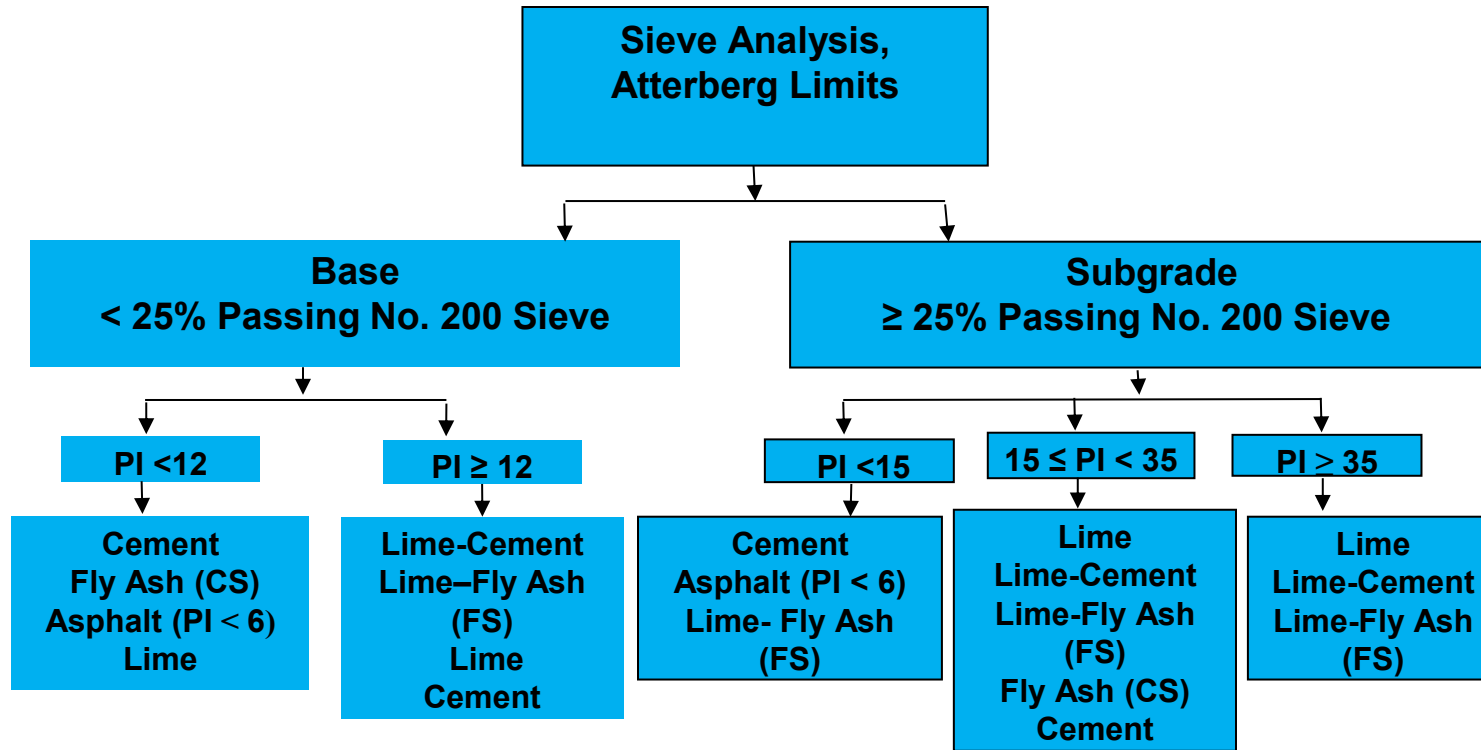 Sieve Analysis,
Atterberg Limits
Base
< 25% Passing No. 200 Sieve
Subgrade
≥ 25% Passing No. 200 Sieve
PI <12
PI ≥ 12
PI <15
15 ≤ PI < 35
PI ≥ 35
Cement
Fly Ash (CS)
Asphalt (PI < 6)
Lime
Lime-Cement
Lime–Fly Ash
(FS)
Lime
Cement
Cement
Asphalt (PI < 6)
Lime- Fly Ash
(FS)
Lime
Lime-Cement
Lime-Fly Ash
(FS)
Fly Ash (CS)
Cement
Lime
Lime-Cement
Lime-Fly Ash
(FS)